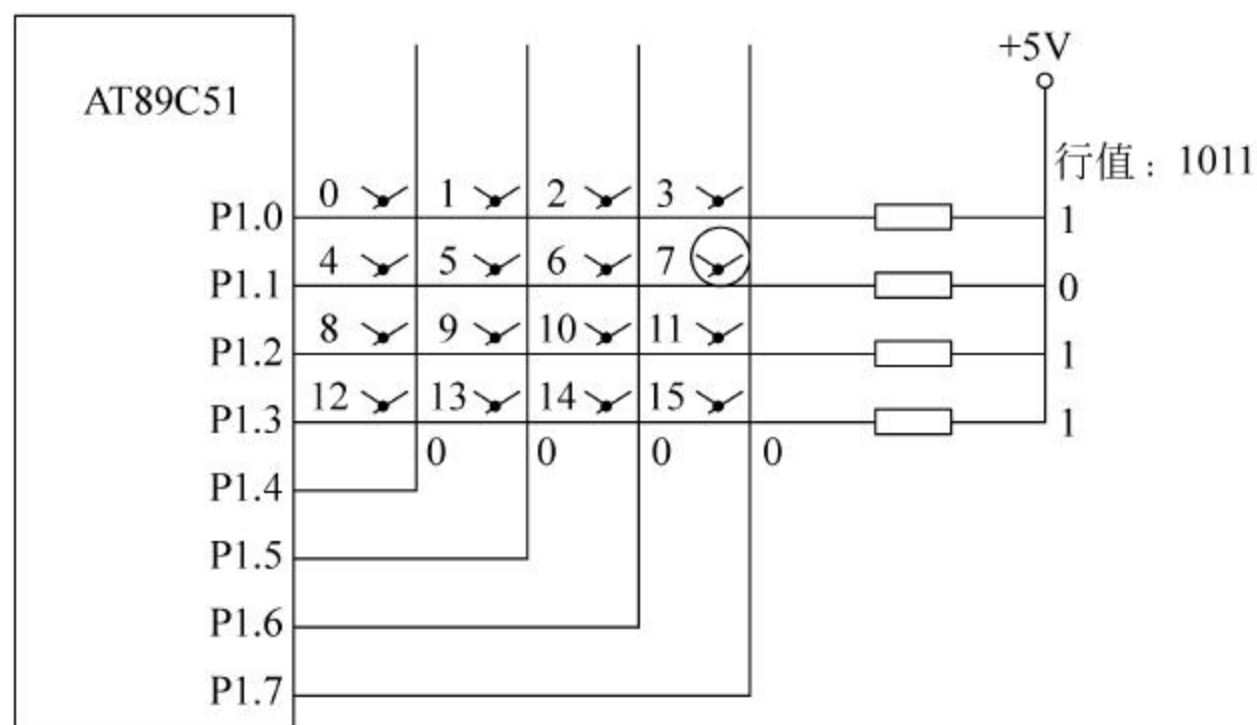 +5V
AT89C51
行值：1011
0 1 2 3
P1.0 1
4 5 6 7
P1.1 0
8 9 10 11
P1.2 1
12 13 14 15
P1.3 1
0 0 0 0
P1.4
P1.5
P1.6
P1.7